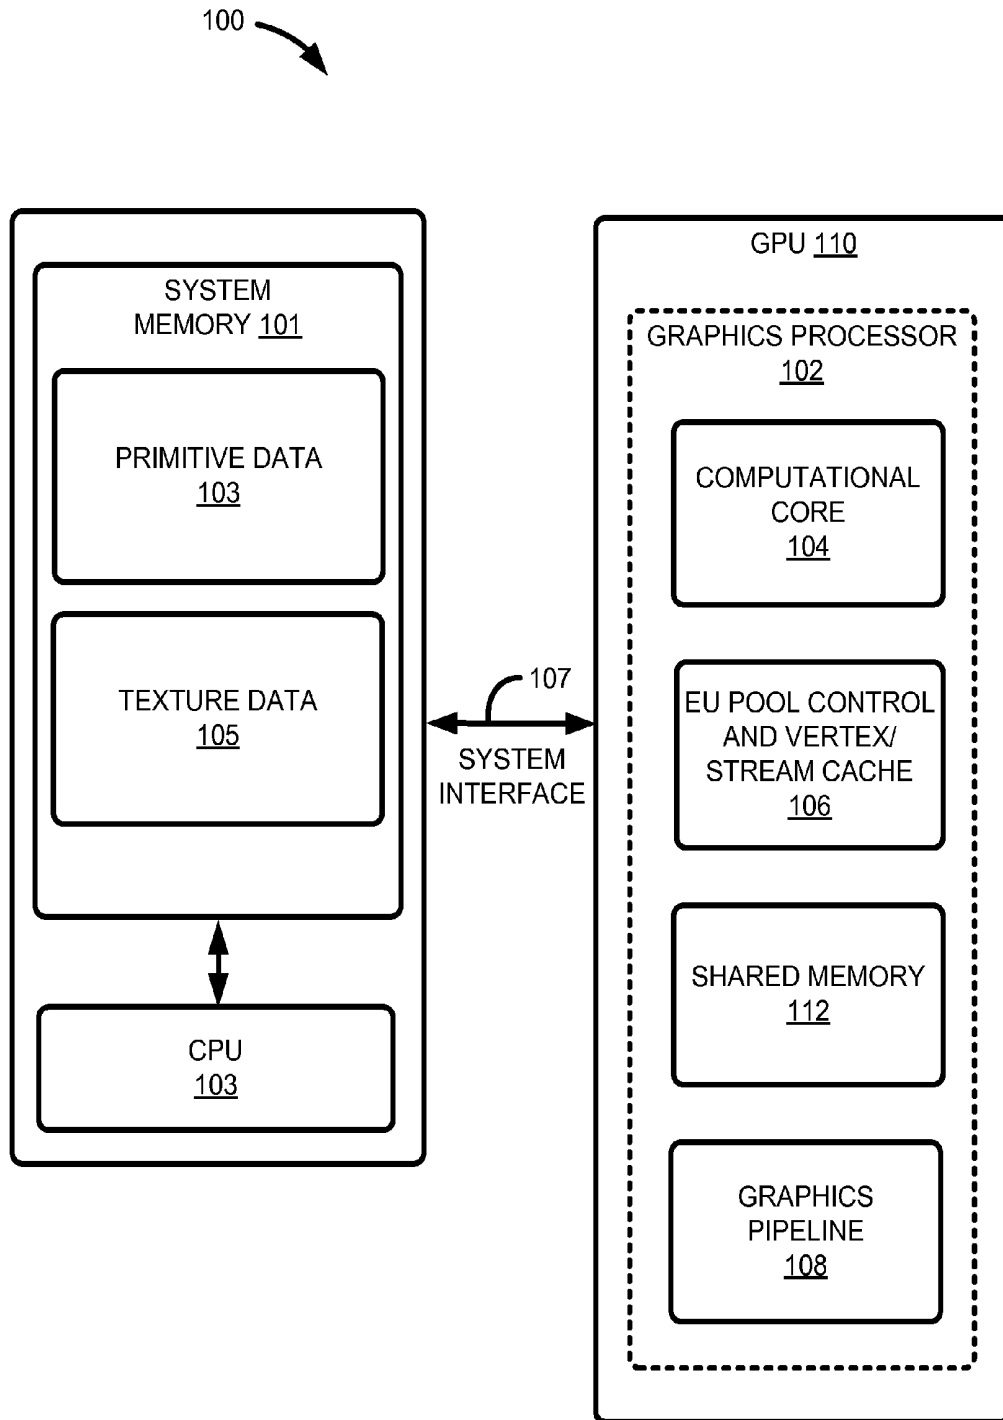 100
SYSTEM
MEMORY 101
PRIMITIVE DATA
103
TEXTURE DATA
105
CPU
103
107
SYSTEM
INTERFACE
GPU 110
GRAPHICS PROCESSOR
102
COMPUTATIONAL
CORE
104
EU POOL CONTROL
AND VERTEX/
STREAM CACHE
106
SHARED MEMORY
112
GRAPHICS
PIPELINE
108